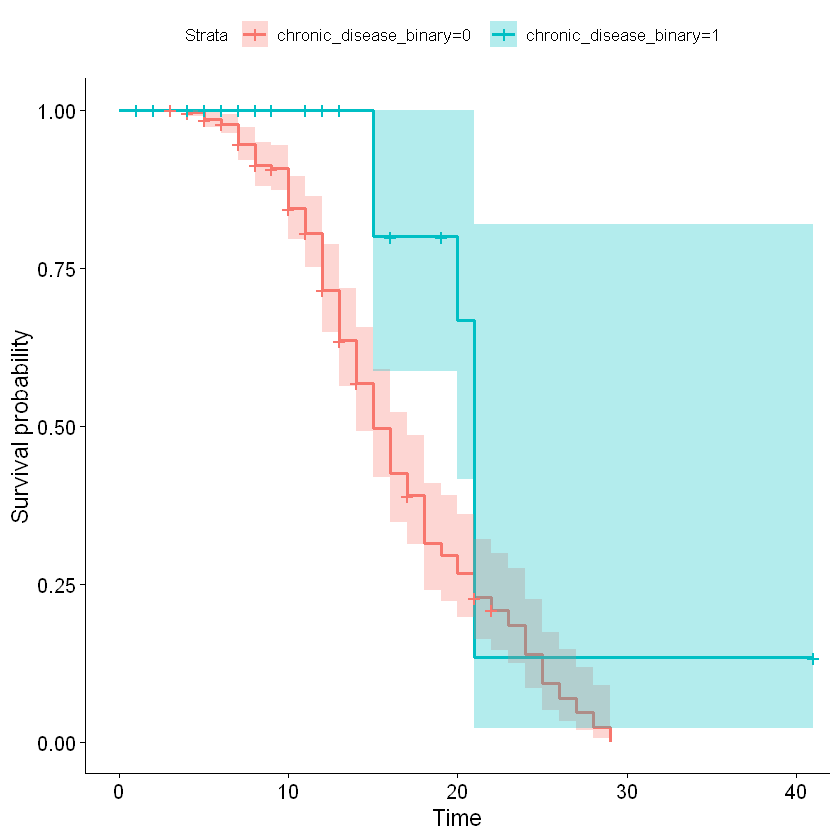 Strata chronic_disease_binary=0 chronic_disease_binary=1
1.00
0.75
0.50
0.25
0.00
Survival probability
0 10 20 30 40
Time